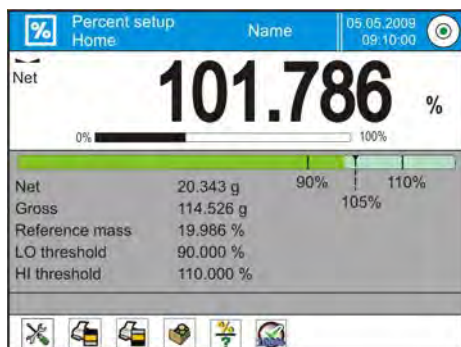 % Percent setup Name 05.05.2009
Home 09:10:00
Net
101.786 %
0% 100%
90% 110%
105%
Net 20.343 g
Gross 114.526 g
Reference mass 19.986 %
LO threshold 90.000 %
HI threshold 110.000 %
%
?